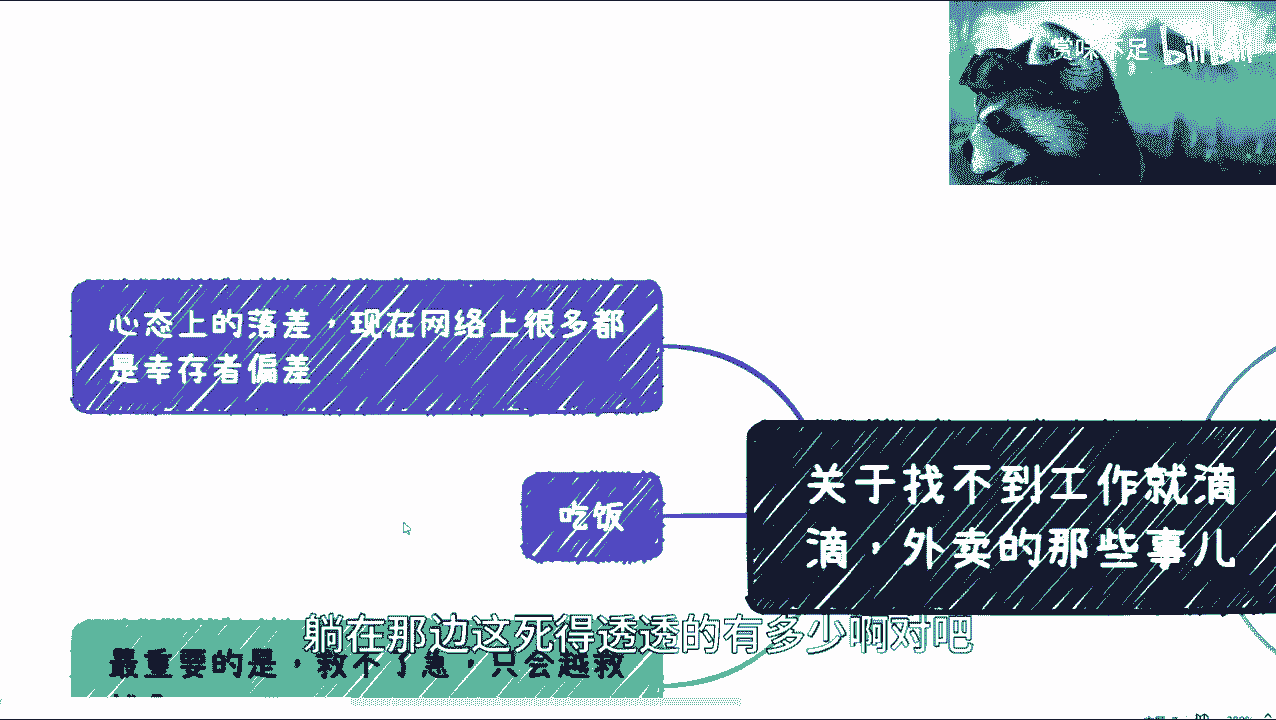 赏味不足 bilibili
心态上的落差，现在网络上很多都
是幸存者偏差
吃饭
关于找不到工作就滴
滴，外卖的那些事儿
躺在那边这死得透透的有多少啊对吧
最重要的是，救不了急，只会越救